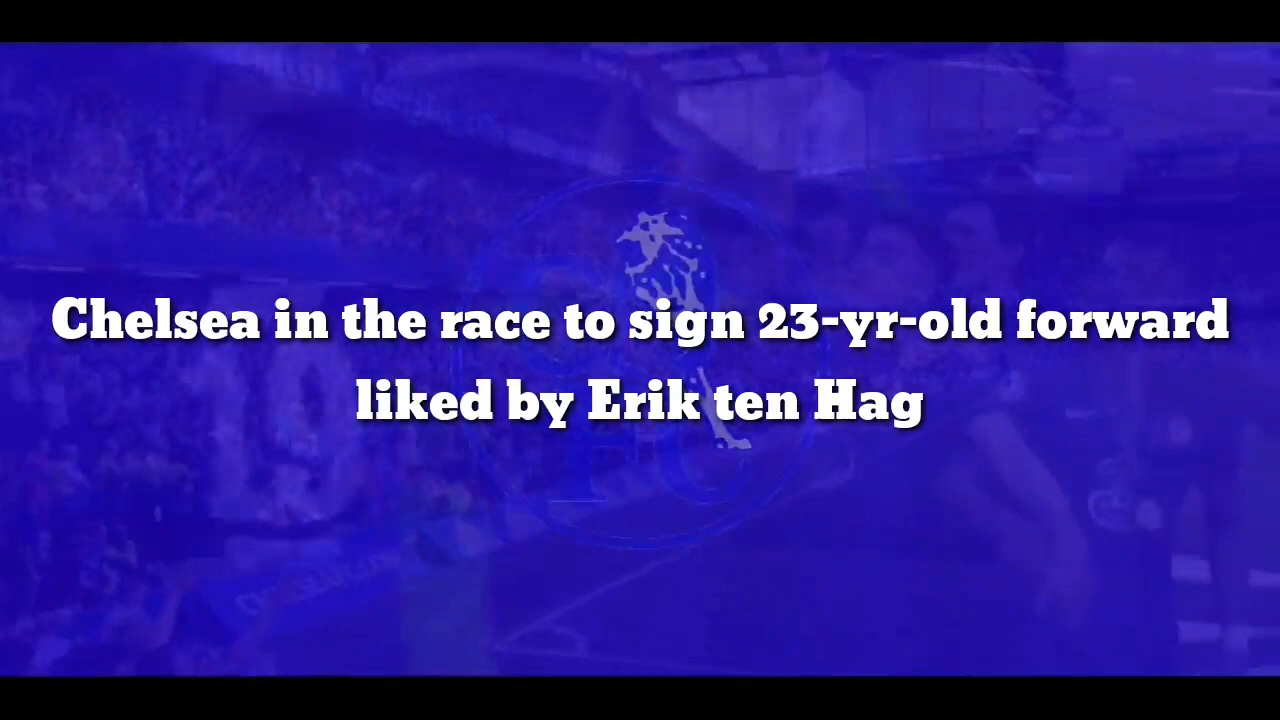 Chelsea in the race to sign 23-yr-old forward
liked by Erik ten Hag